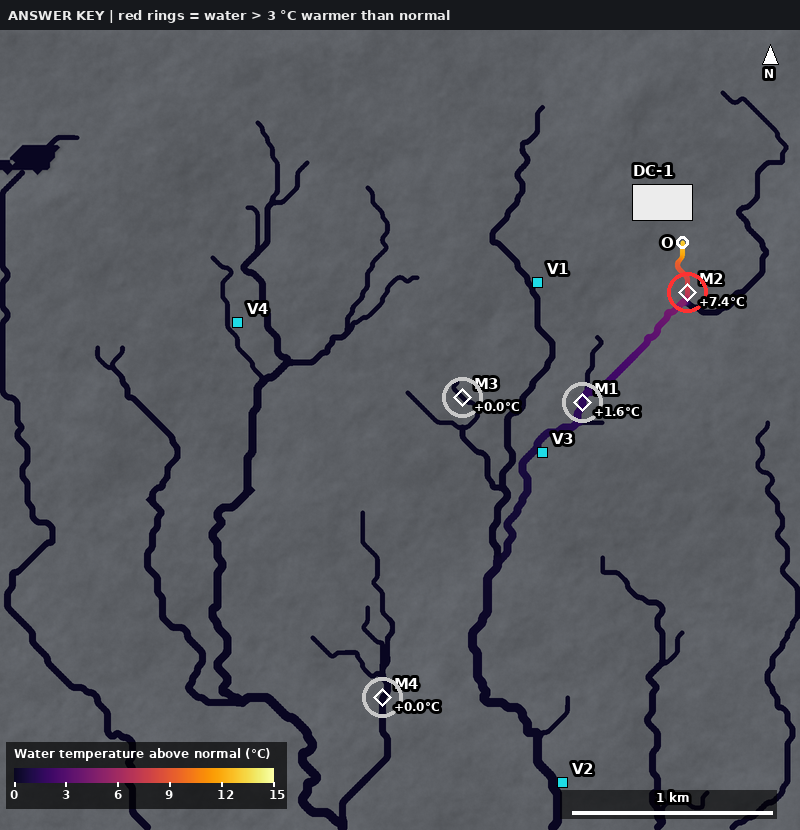 ANSWER KEY | red rings = water > 3 °C warmer than normal
N
DC-1
O
V1
M2
+7.4°C
V4
M3
+0.0°C
M1
+1.6°C
V3
M4
+0.0°C
Water temperature above normal (°C)
0 3 6 9 12 15
V2
1 km